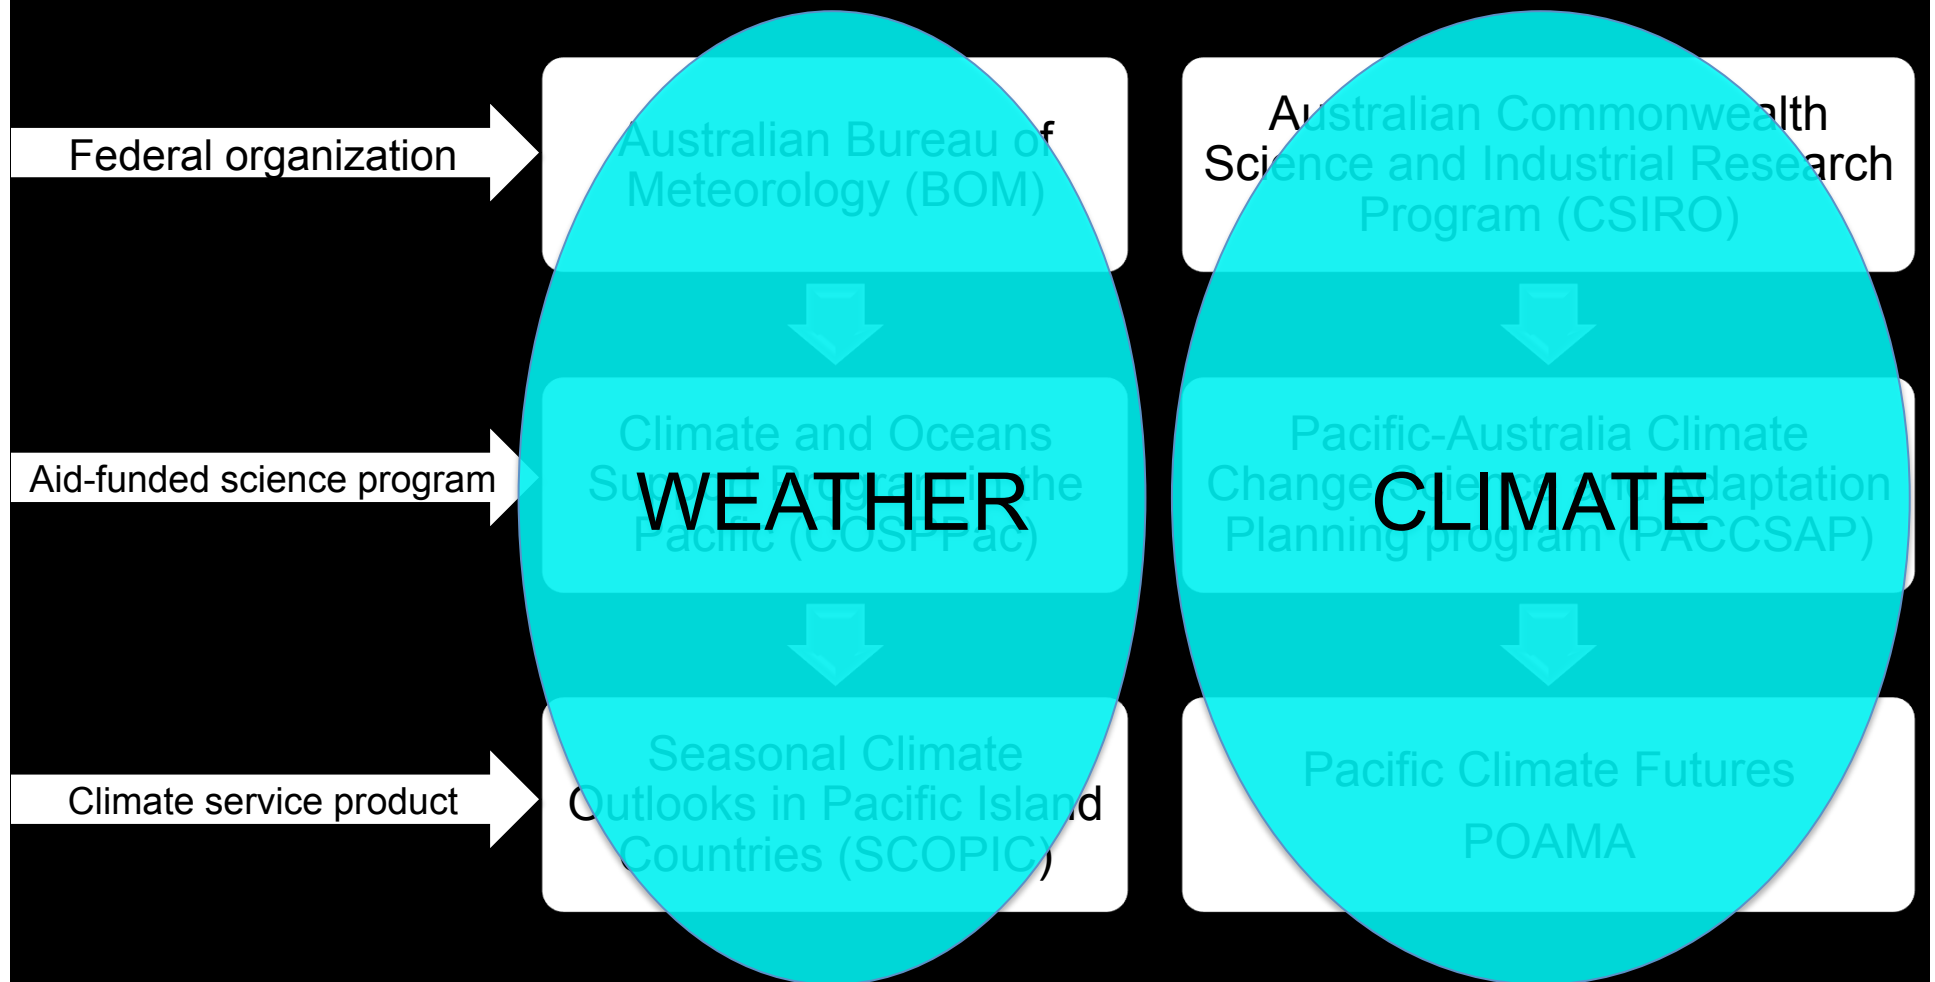 Federal organization
Australian Bureau of
Meteorology (BOM)
Australian Commonwealth
Science and Industrial Research
Program (CSIRO)
Aid-funded science program
Climate and Oceans
Support Program in the
Pacific (COSPPac)
WEATHER
Pacific-Australia Climate
Change Science and Adaptation
Planning program (PACCSAP)
CLIMATE
Climate service product
Seasonal Climate
Outlooks in Pacific Island
Countries (SCOPIC)
Pacific Climate Futures
POAMA